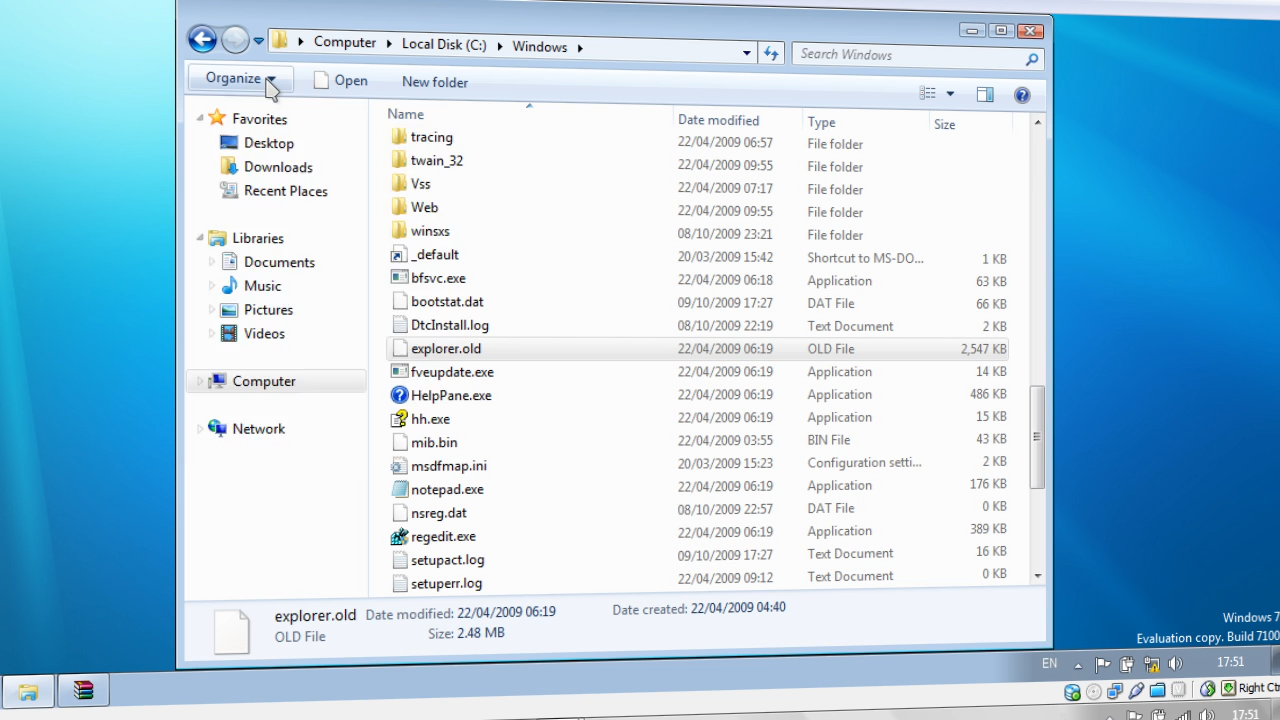 Computer Local Disk (C:) Windows
Search Windows
Organize Open New folder
Name Date modified Type Size
Favorites
Desktop
Downloads
Recent Places
Libraries
Documents
Music
Pictures
Videos
Computer
Network
tracing 22/04/2009 06:57 File folder
twain_32 22/04/2009 09:55 File folder
Vss 22/04/2009 07:17 File folder
Web 22/04/2009 09:55 File folder
winsxs 08/10/2009 23:21 File folder
_default 20/03/2009 15:42 Shortcut to MS-DO... 1 KB
bfsvc.exe 22/04/2009 06:18 Application 63 KB
bootstat.dat 09/10/2009 17:27 DAT File 66 KB
DtcInstall.log 08/10/2009 22:19 Text Document 2 KB
explorer.old 22/04/2009 06:19 OLD File 2,547 KB
fveupdate.exe 22/04/2009 06:19 Application 14 KB
HelpPane.exe 22/04/2009 06:19 Application 486 KB
hh.exe 22/04/2009 06:19 Application 15 KB
mib.bin 22/04/2009 03:55 BIN File 43 KB
msdfmap.ini 20/03/2009 15:23 Configuration setti... 2 KB
notepad.exe 22/04/2009 06:19 Application 176 KB
nsreg.dat 08/10/2009 22:57 DAT File 0 KB
regedit.exe 22/04/2009 06:19 Application 389 KB
setupact.log 09/10/2009 17:27 Text Document 16 KB
setuperr.log 22/04/2009 09:12 Text Document 0 KB
explorer.old Date modified: 22/04/2009 06:19 Date created: 22/04/2009 04:40
OLD File Size: 2.48 MB
Windows 7
Evaluation copy. Build 7100
EN 17:51
Right Ctr
17:51